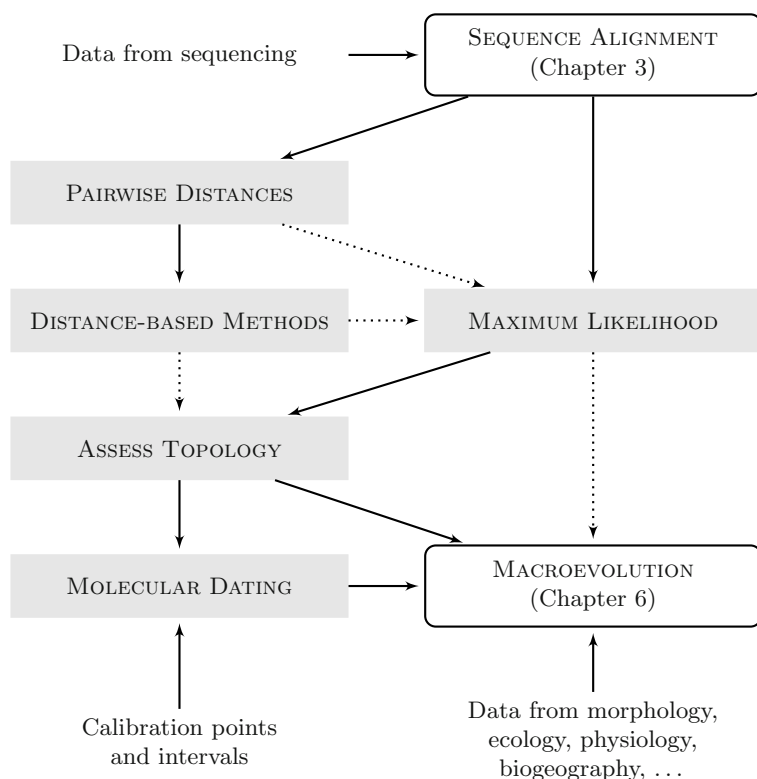 Data from sequencing
SEQUENCE ALIGNMENT
(Chapter 3)
PAIRWISE DISTANCES
DISTANCE-BASED METHODS
MAXIMUM LIKELIHOOD
ASSESS TOPOLOGY
MOLECULAR DATING
MACROEVOLUTION
(Chapter 6)
Calibration points
and intervals
Data from morphology,
ecology, physiology,
biogeography, ...